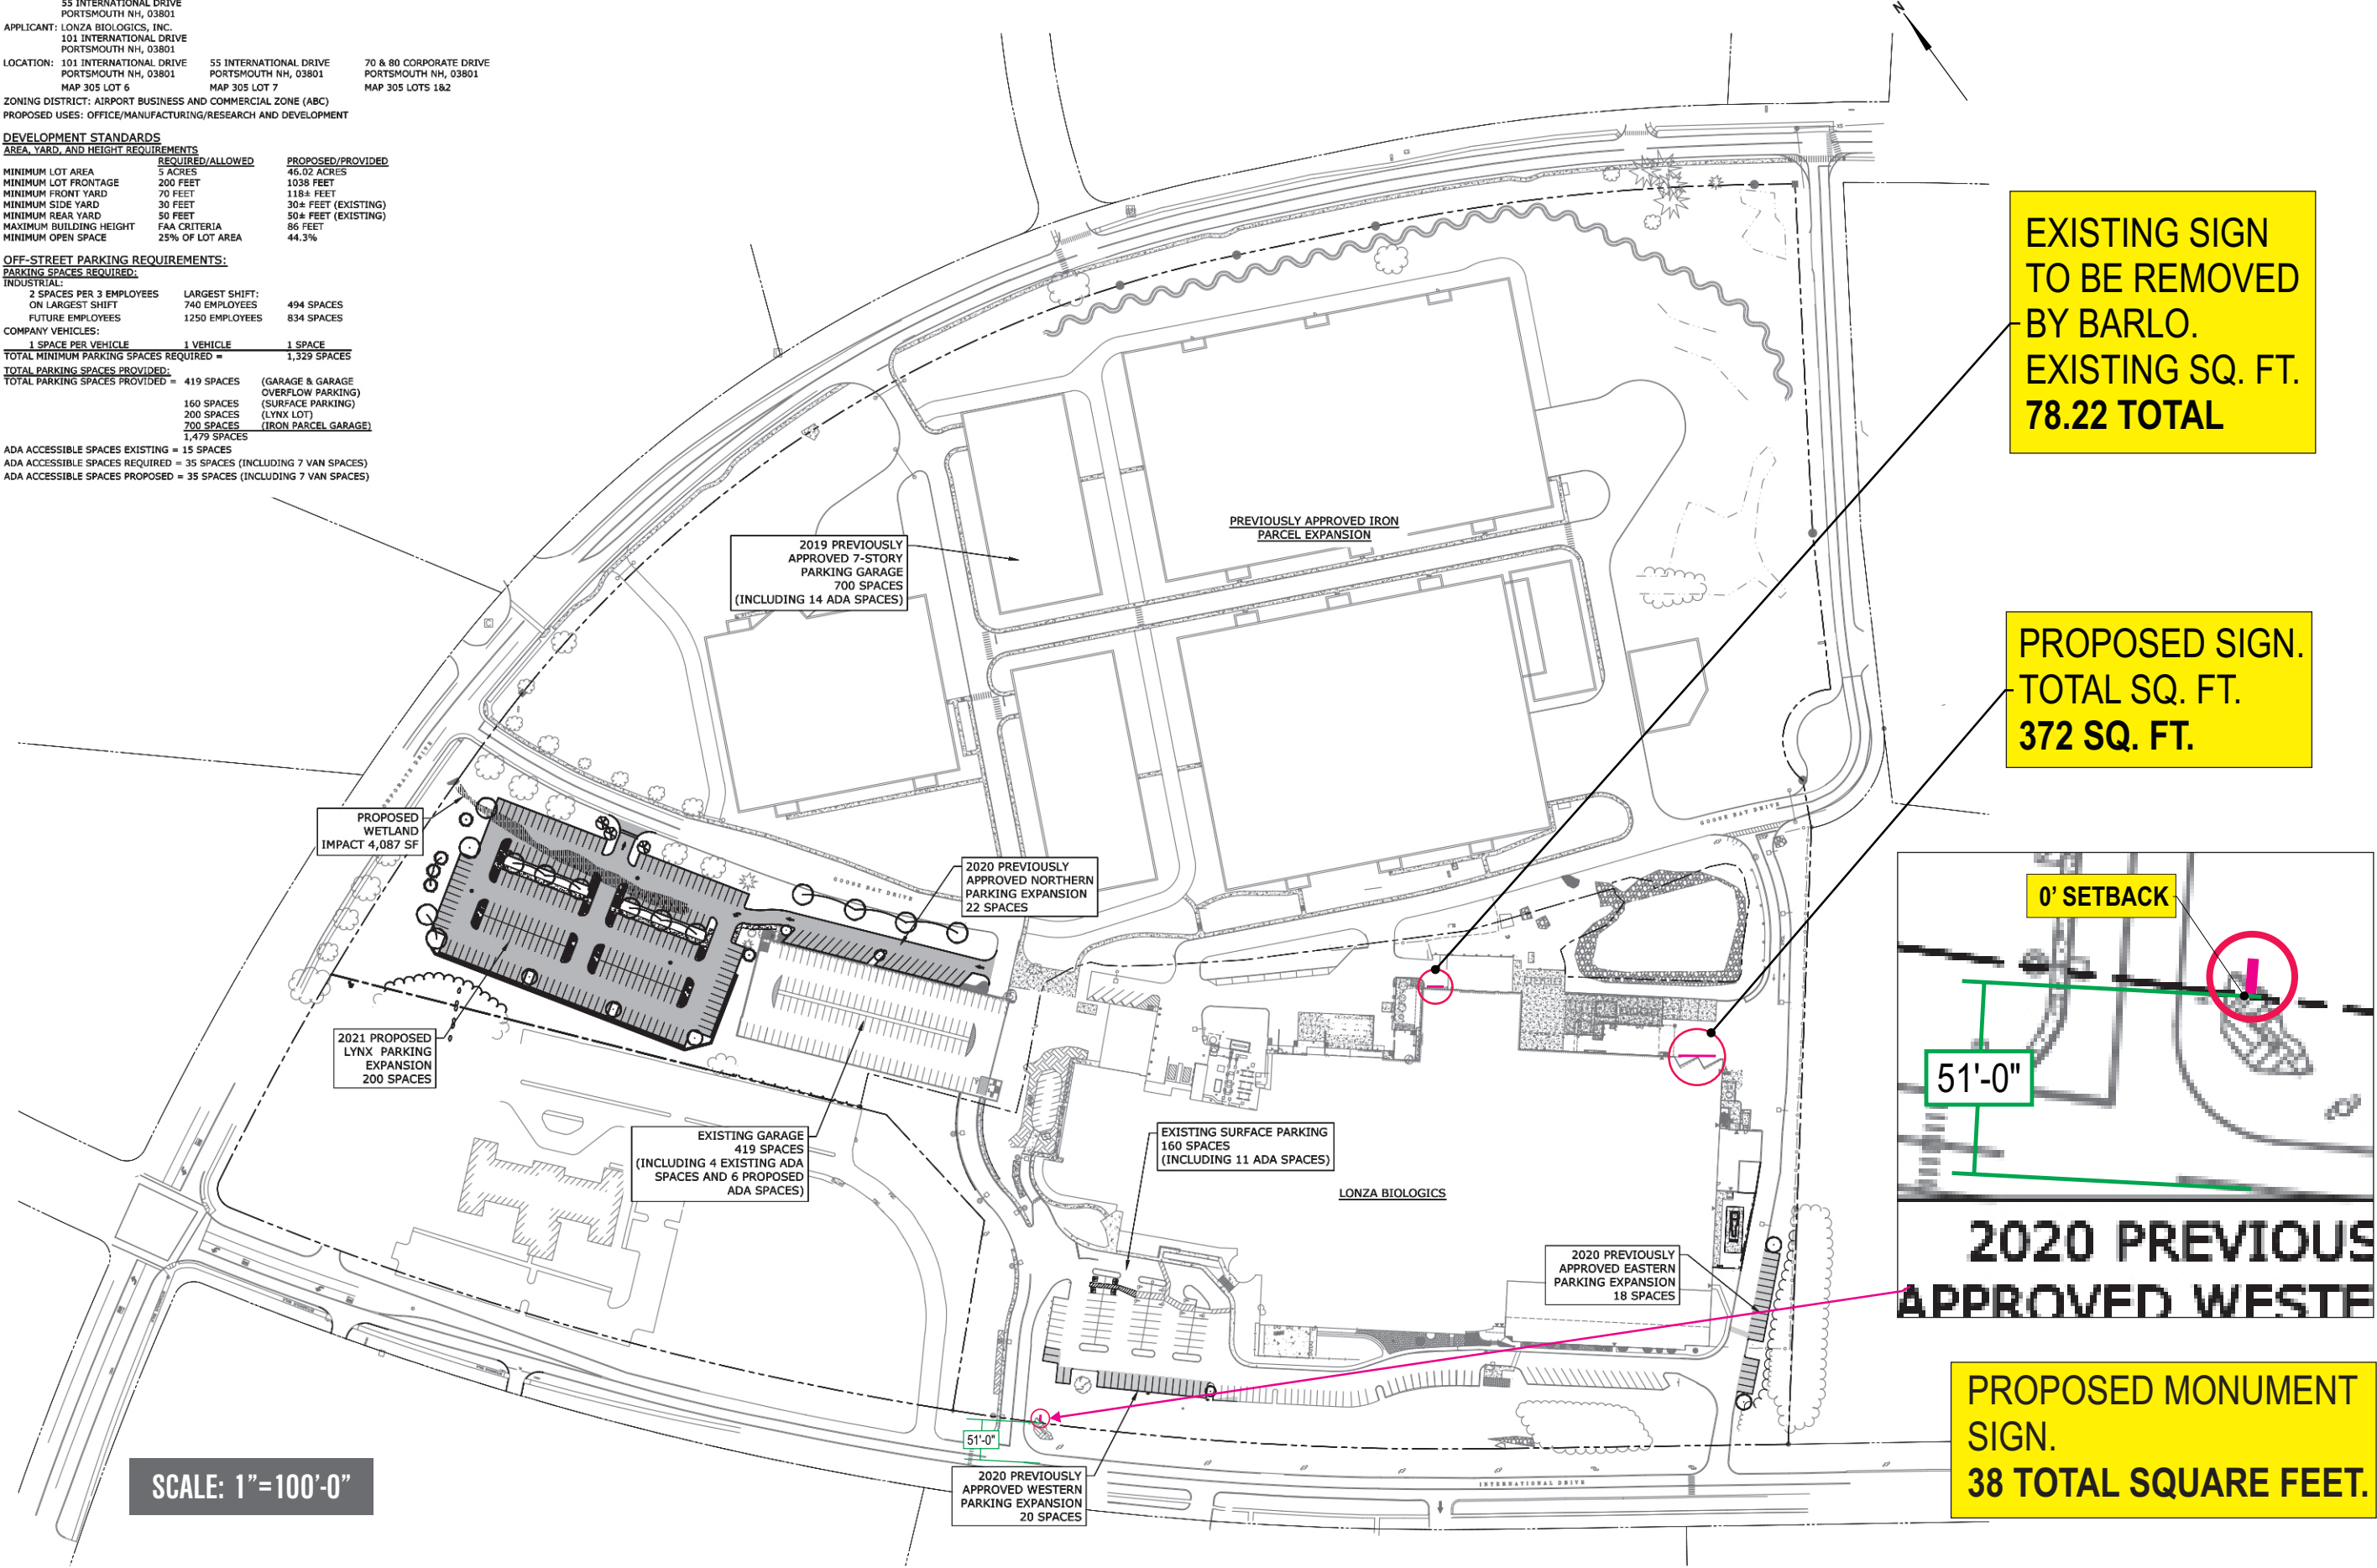 55 INTERNATIONAL DRIVE
PORTSMOUTH NH, 03801
APPLICANT: LONZA BIOLOGICS, INC.
101 INTERNATIONAL DRIVE
PORTSMOUTH NH, 03801
LOCATION: 101 INTERNATIONAL DRIVE 55 INTERNATIONAL DRIVE 70 & 80 CORPORATE DRIVE
PORTSMOUTH NH, 03801 PORTSMOUTH NH, 03801 PORTSMOUTH NH, 03801
MAP 305 LOT 6 MAP 305 LOT 7 MAP 305 LOTS 1&2
ZONING DISTRICT: AIRPORT BUSINESS AND COMMERCIAL ZONE (ABC)
PROPOSED USES: OFFICE/MANUFACTURING/RESEARCH AND DEVELOPMENT
DEVELOPMENT STANDARDS
AREA, YARD, AND HEIGHT REQUIREMENTS
REQUIRED/ALLOWED PROPOSED/PROVIDED
MINIMUM LOT AREA 5 ACRES 46.02 ACRES
MINIMUM LOT FRONTAGE 200 FEET 1038 FEET
MINIMUM FRONT YARD 70 FEET 118± FEET
MINIMUM SIDE YARD 30 FEET 30± FEET (EXISTING)
MINIMUM REAR YARD 50 FEET 50± FEET (EXISTING)
MAXIMUM BUILDING HEIGHT FAA CRITERIA 86 FEET
MINIMUM OPEN SPACE 25% OF LOT AREA 44.3%
OFF-STREET PARKING REQUIREMENTS:
PARKING SPACES REQUIRED:
INDUSTRIAL:
2 SPACES PER 3 EMPLOYEES LARGEST SHIFT:
ON LARGEST SHIFT 740 EMPLOYEES 494 SPACES
FUTURE EMPLOYEES 1250 EMPLOYEES 834 SPACES
COMPANY VEHICLES:
1 SPACE PER VEHICLE 1 VEHICLE 1 SPACE
TOTAL MINIMUM PARKING SPACES REQUIRED = 1,329 SPACES
TOTAL PARKING SPACES PROVIDED:
TOTAL PARKING SPACES PROVIDED = 419 SPACES (GARAGE & GARAGE
OVERFLOW PARKING)
160 SPACES (SURFACE PARKING)
200 SPACES (LYNX LOT)
700 SPACES (IRON PARCEL GARAGE)
1,479 SPACES
ADA ACCESSIBLE SPACES EXISTING = 15 SPACES
ADA ACCESSIBLE SPACES REQUIRED = 35 SPACES (INCLUDING 7 VAN SPACES)
ADA ACCESSIBLE SPACES PROPOSED = 35 SPACES (INCLUDING 7 VAN SPACES)
N
EXISTING SIGN
TO BE REMOVED
BY BARLO.
EXISTING SQ. FT.
78.22 TOTAL
PREVIOUSLY APPROVED IRON
PARCEL EXPANSION
2019 PREVIOUSLY
APPROVED 7-STORY
PARKING GARAGE
700 SPACES
(INCLUDING 14 ADA SPACES)
PROPOSED SIGN.
TOTAL SQ. FT.
372 SQ. FT.
PROPOSED
WETLAND
IMPACT 4,087 SF
GOOSE BAY DRIVE
GOOSE BAY DRIVE
2020 PREVIOUSLY
APPROVED NORTHERN
PARKING EXPANSION
22 SPACES
0' SETBACK
51'-0"
2020 PREVIOUS
APPROVED WESTE
2021 PROPOSED
LYNX PARKING
EXPANSION
200 SPACES
EXISTING GARAGE
419 SPACES
(INCLUDING 4 EXISTING ADA
SPACES AND 6 PROPOSED
ADA SPACES)
EXISTING SURFACE PARKING
160 SPACES
(INCLUDING 11 ADA SPACES)
LONZA BIOLOGICS
2020 PREVIOUSLY
APPROVED EASTERN
PARKING EXPANSION
18 SPACES
51'-0"
2020 PREVIOUSLY
APPROVED WESTERN
PARKING EXPANSION
20 SPACES
INTERNATIONAL DRIVE
PROPOSED MONUMENT
SIGN.
38 TOTAL SQUARE FEET.
SCALE: 1"=100'-0"